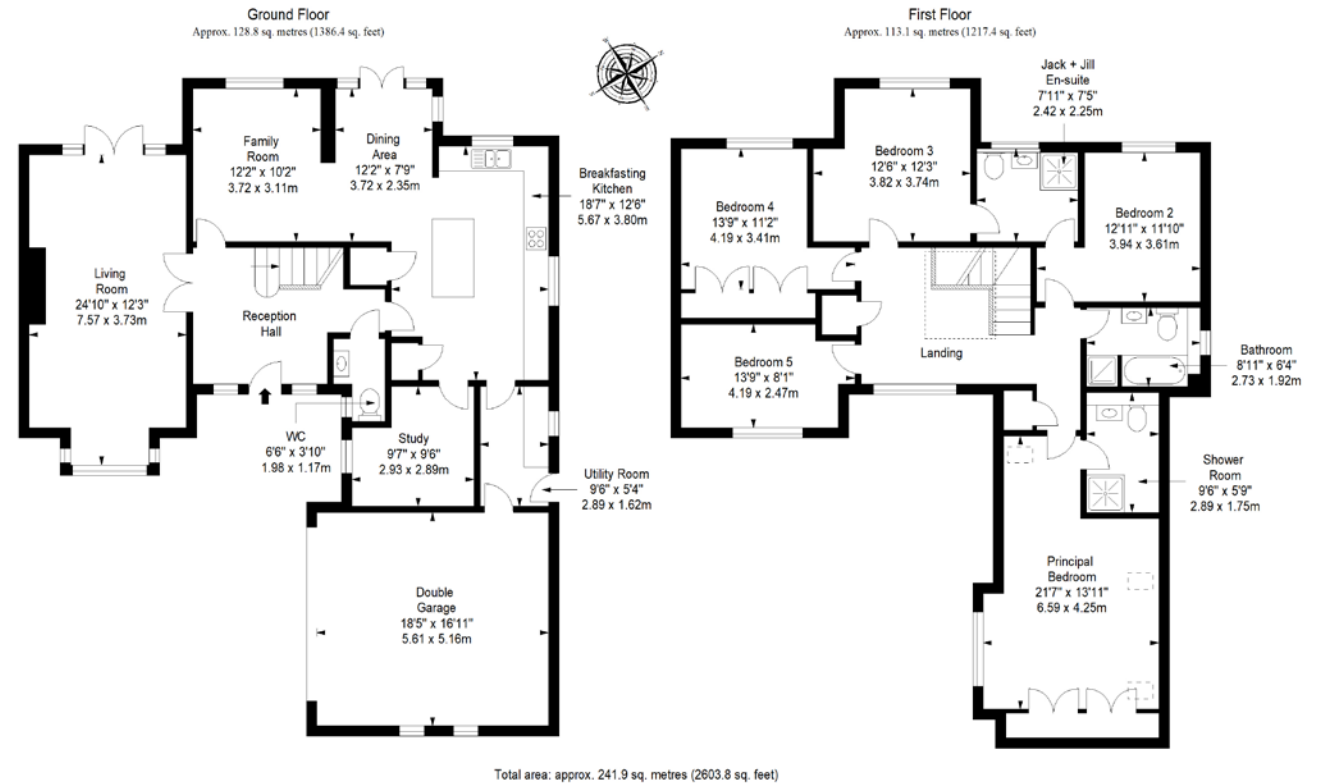 Ground Floor
Approx. 128.8 sq. metres (1386.4 sq. feet)
First Floor
Approx. 113.1 sq. metres (1217.4 sq. feet)
Family
Room
12'2" x 10'2"
3.72 x 3.11m
Dining
Area
12'2" x 7'9"
3.72 x 2.35m
Breakfasting
Kitchen
18'7" x 12'6"
5.67 x 3.80m
Living
Room
24'10" x 12'3"
7.57 x 3.73m
Reception
Hall
WC
6'6" x 3'10"
1.98 x 1.17m
Study
9'7" x 9'6"
2.93 x 2.89m
Utility Room
9'6" x 5'4"
2.89 x 1.62m
Double
Garage
18'5" x 16'11"
5.61 x 5.16m
Jack + Jill
En-suite
7'11" x 7'5"
2.42 x 2.25m
Bedroom 3
12'6" x 12'3"
3.82 x 3.74m
Bedroom 4
13'9" x 11'2"
4.19 x 3.41m
Bedroom 2
12'11" x 11'10"
3.94 x 3.61m
Landing
Bedroom 5
13'9" x 8'1"
4.19 x 2.47m
Bathroom
8'11" x 6'4"
2.73 x 1.92m
Shower
Room
9'6" x 5'9"
2.89 x 1.75m
Principal
Bedroom
21'7" x 13'11"
6.59 x 4.25m
Total area: approx. 241.9 sq. metres (2603.8 sq. feet)